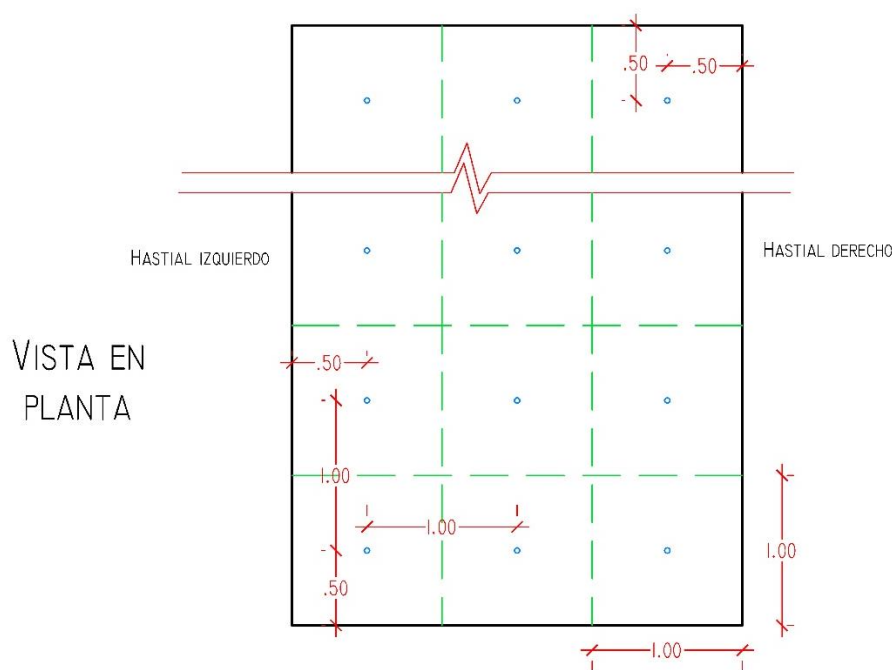 .50
.50
HASTIAL IZQUIERDO
HASTIAL DERECHO
VISTA EN
PLANTA
.50
1.00
1.00
1.00
.50
1.00